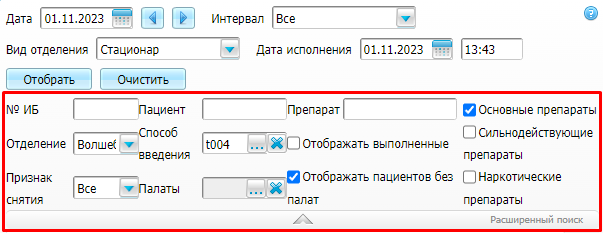 Дата 01.11.2023 Интервал Все
Вид отделения Стационар Дата исполнения 01.11.2023 13:43
Отобрать Очистить
№ ИБ Пациент Препарат Основные препараты
Отделение Волшеб Способ введения t004 ... Отображать выполненные Сильнодействующие препараты
Признак снятия Все Палаты ... Отображать пациентов без палат Наркотические препараты
Расширенный поиск